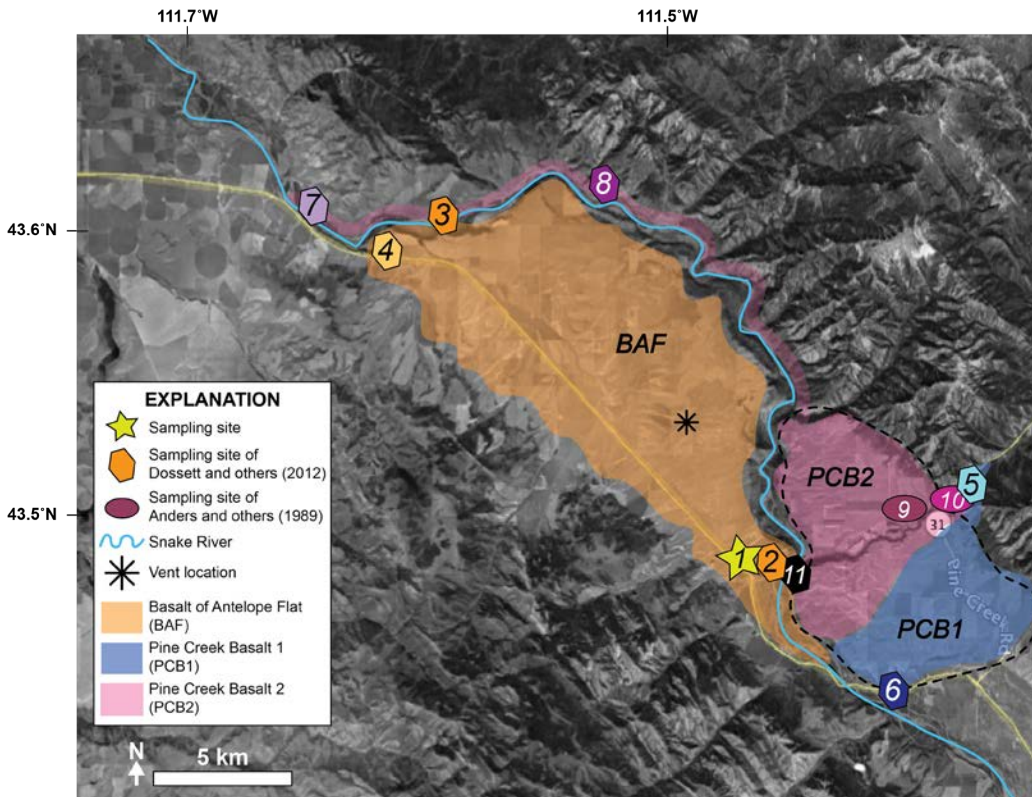 111.7°W
111.5°W
43.6°W
43.5°W
7
3
8
4
BAF
PCB2
5
9
10
31
1
2
11
Pine Creek Rd
PCB1
6
EXPLANATION
Sampling site
Sampling site of
Dossett and others (2012)
Sampling site of
Anders and others (1989)
Snake River
Vent location
Basalt of Antelope Flat
(BAF)
Pine Creek Basalt 1
(PCB1)
Pine Creek Basalt 2
(PCB2)
N
5 km